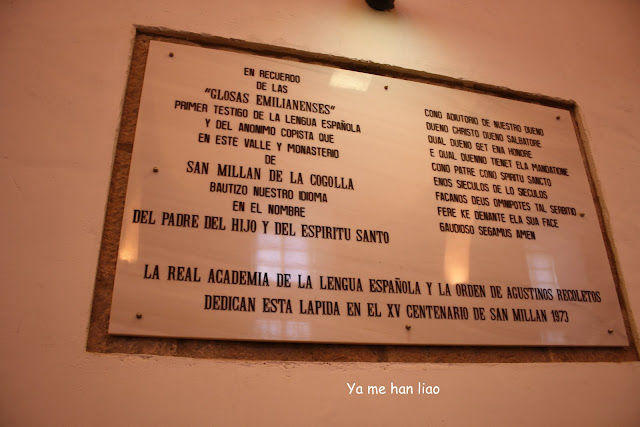 EN RECUERDO
DE LAS
"GLOSAS EMILIANENSES"
PRIMER TESTIGO DE LA LENGUA ESPAÑOLA
Y DEL ANONIMO COPISTA QUE
EN ESTE VALLE Y MONASTERIO
DE
SAN MILLAN DE LA COGOLLA
BAUTIZO NUESTRO IDIOMA
EN EL NOMBRE
DEL PADRE DEL HIJO Y DEL ESPIRITU SANTO
CONO ADIUTORIO DE NUESTRO DUENO
DUENO CHRISTO DUENO SALBATORE
QUAL DUENO GET ENA HONORE
E QUAL DUENNO TIENET ELA MANDATIONE
CONO PATRE CONO SPIRITU SANCTO
ENOS SIECULOS DE LO SIECULOS
FACANOS DEUS OMNIPOTES TAL SERBITIO
FERE KE DENANTE ELA SUA FACE
GAUDIOSO SEGAMUS AMEN
LA REAL ACADEMIA DE LA LENGUA ESPAÑOLA Y LA ORDEN DE AGUSTINOS RECOLETOS
DEDICAN ESTA LAPIDA EN EL XV CENTENARIO DE SAN MILLAN 1973
Ya me han liao